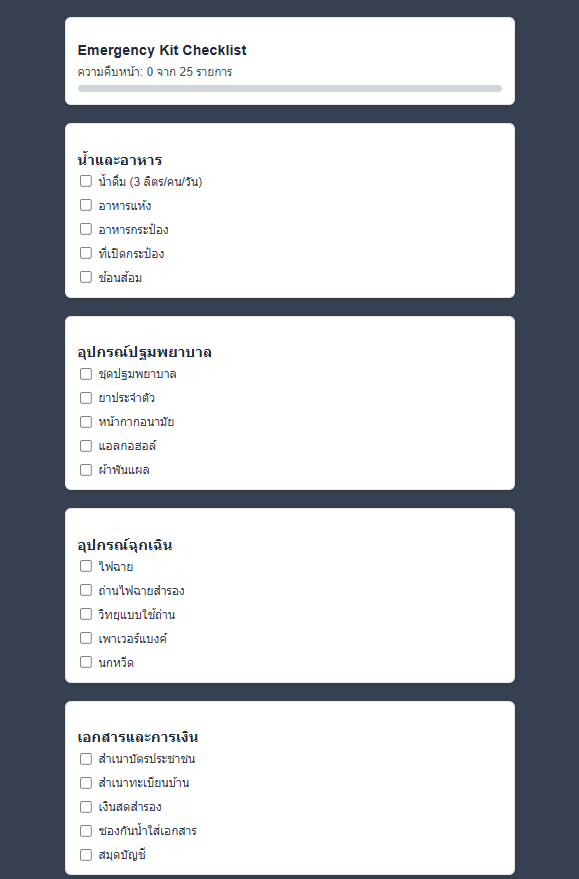 Emergency Kit Checklist
ความคืบหน้า: 0 จาก 25 รายการ
น้ำและอาหาร
น้ำดื่ม (3 ลิตร/คน/วัน)
อาหารแห้ง
อาหารกระป๋อง
ที่เปิดกระป๋อง
ช้อนส้อม
อุปกรณ์ปฐมพยาบาล
ชุดปฐมพยาบาล
ยาประจำตัว
หน้ากากอนามัย
แอลกอฮอล์
ผ้าพันแผล
อุปกรณ์ฉุกเฉิน
ไฟฉาย
ถ่านไฟฉายสำรอง
วิทยุแบบใช้ถ่าน
เพาเวอร์แบงค์
นกหวีด
เอกสารและการเงิน
สำเนาบัตรประชาชน
สำเนาทะเบียนบ้าน
เงินสดสำรอง
ซองกันน้ำใส่เอกสาร
สมุดบัญชี